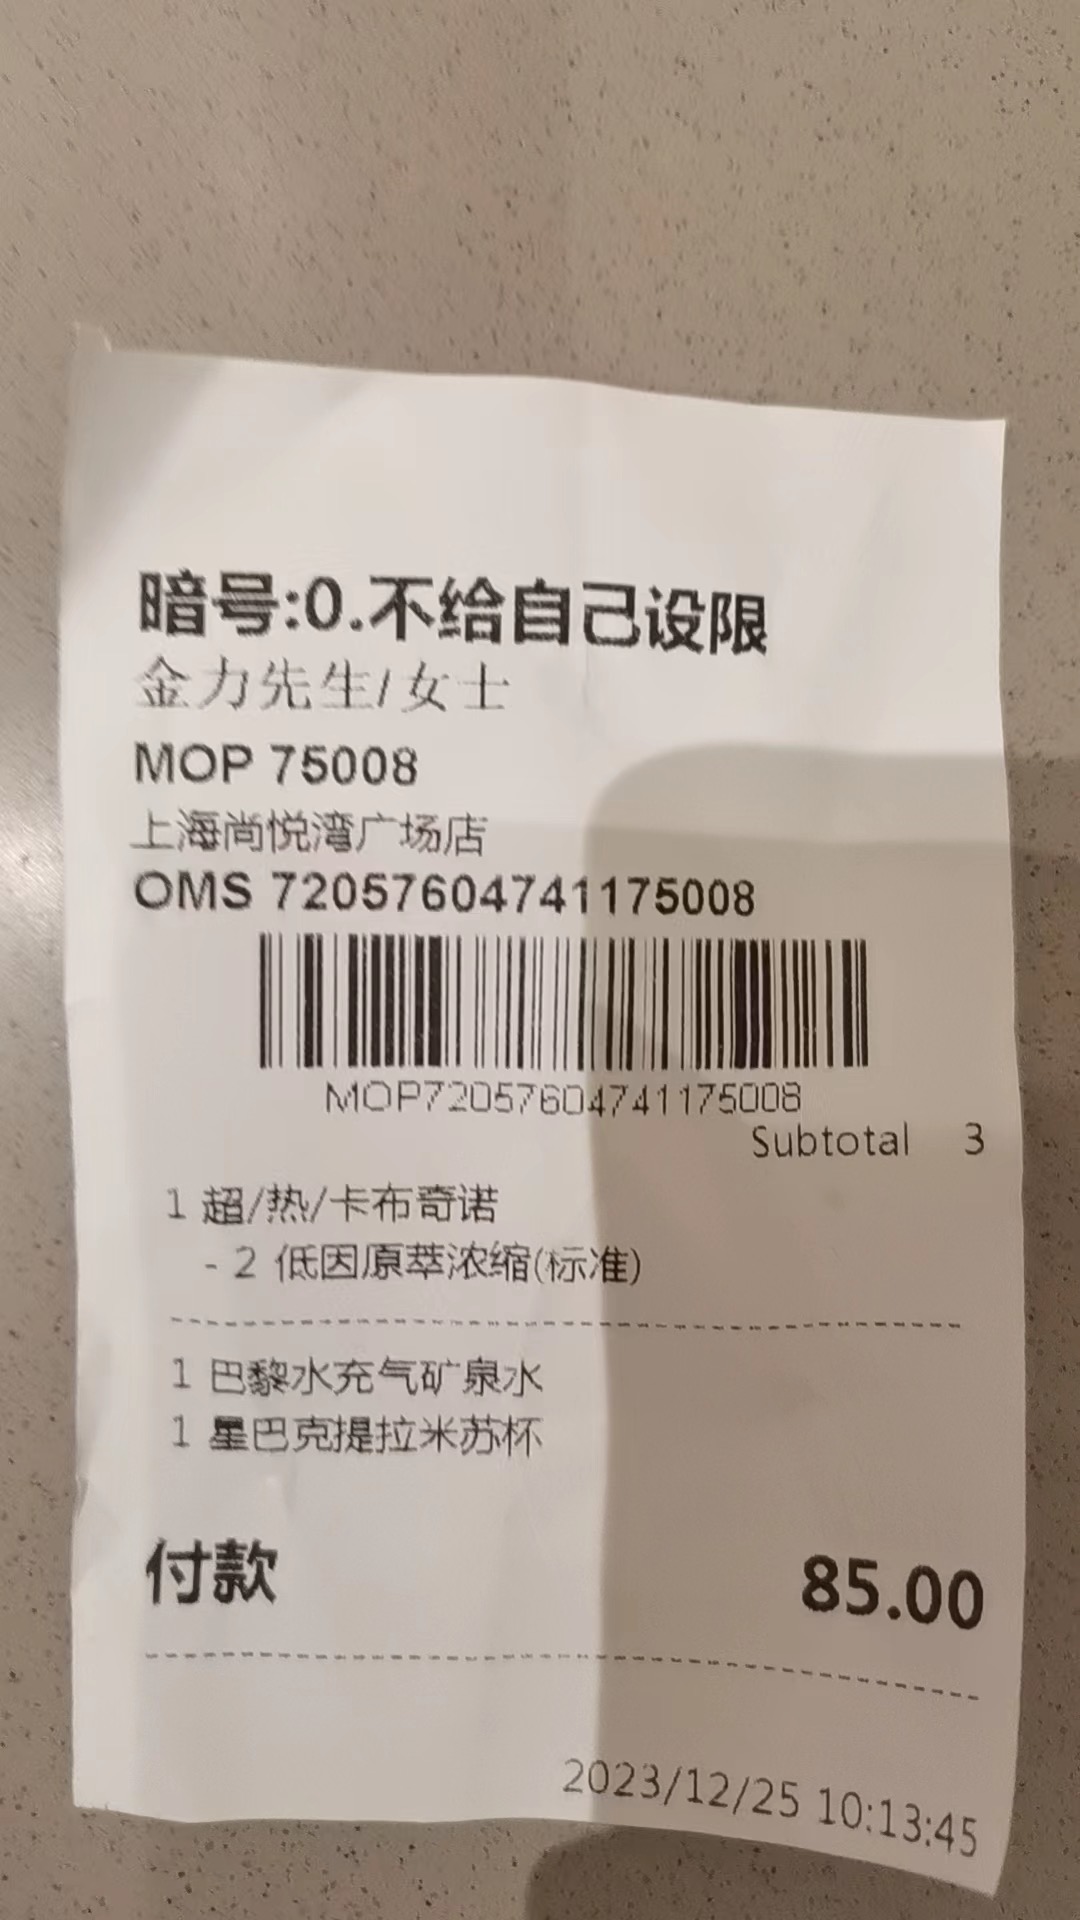 暗号:0.不给自己设限
金力先生/女士
MOP 75008
上海尚悦湾广场店
OMS 72057604741175008
MOP72057604741175008
Subtotal 3
1 超/热/卡布奇诺
- 2 低因原萃浓缩(标准)
1 巴黎水充气矿泉水
1 星巴克提拉米苏杯
付款 85.00
2023/12/25 10:13:45